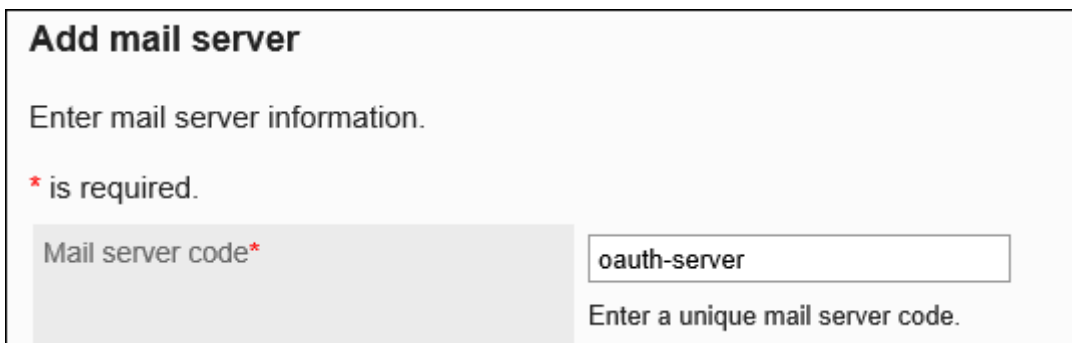 Add mail server
Enter mail server information.
* is required.
Mail server code*
oauth-server
Enter a unique mail server code.